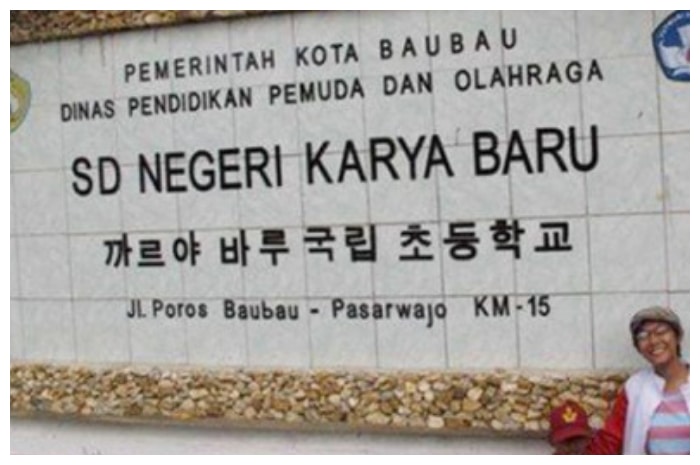 PEMERINTAH KOTA BAUBAU
DINAS PENDIDIKAN PEMUDA DAN OLAHRAGA
SD NEGERI KARYA BARU
까르야 바루 국립 초등학교
Jl. Poros Baubau - Pasarwajo KM-15